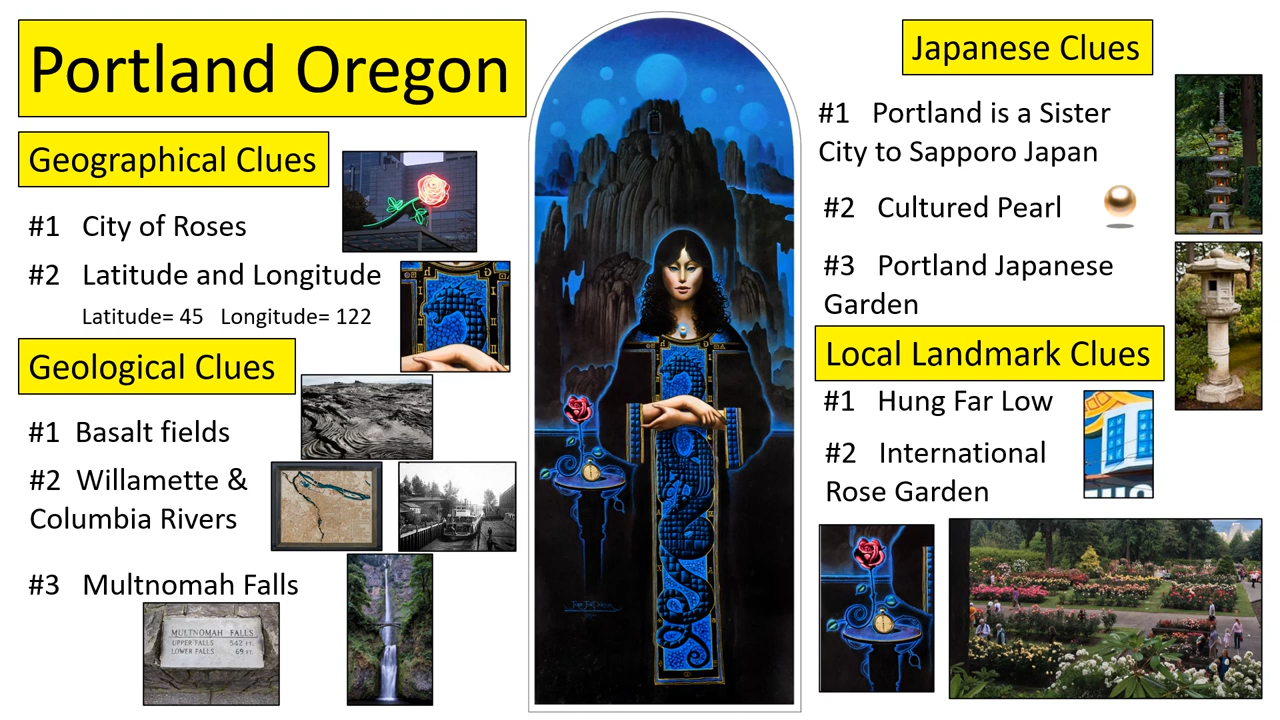 Portland Oregon
Geographical Clues
#1 City of Roses
#2 Latitude and Longitude
Latitude= 45 Longitude= 122
Geological Clues
#1 Basalt fields
#2 Willamette &
Columbia Rivers
#3 Multnomah Falls
MULTNOMAH FALLS
UPPER FALLS 542 FT.
LOWER FALLS 69 FT.
Japanese Clues
#1 Portland is a Sister
City to Sapporo Japan
#2 Cultured Pearl
#3 Portland Japanese
Garden
Local Landmark Clues
#1 Hung Far Low
#2 International
Rose Garden